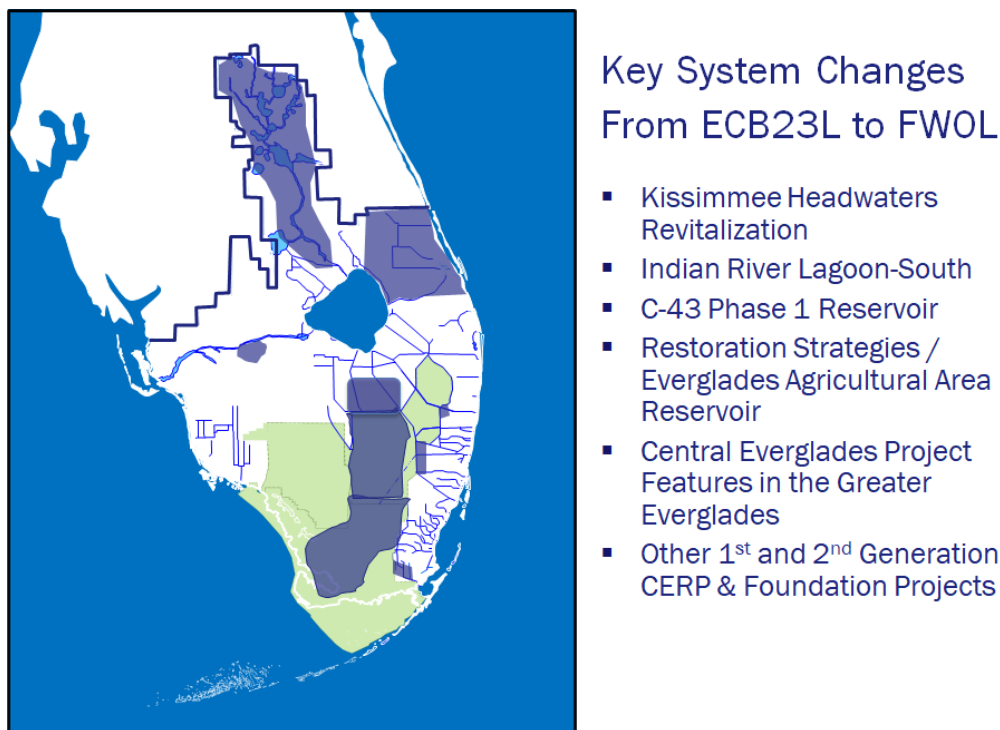 Key System Changes
From ECB23L to FWOL
▪ Kissimmee Headwaters
Revitalization
▪ Indian River Lagoon-South
▪ C-43 Phase 1 Reservoir
▪ Restoration Strategies /
Everglades Agricultural Area
Reservoir
▪ Central Everglades Project
Features in the Greater
Everglades
▪ Other 1st and 2nd Generation
CERP & Foundation Projects